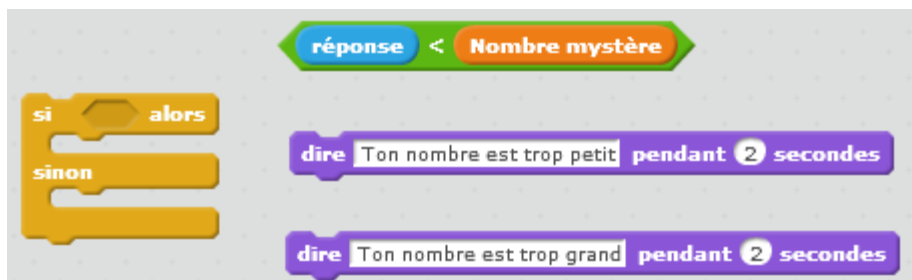 réponse < Nombre mystère
si alors
sinon
dire Ton nombre est trop petit pendant 2 secondes
dire Ton nombre est trop grand pendant 2 secondes